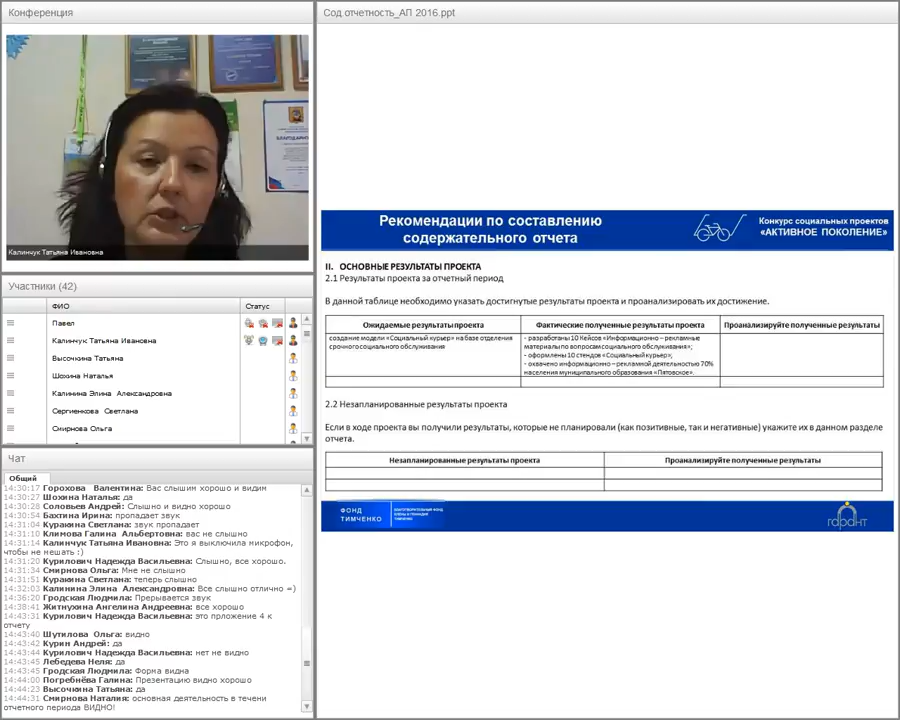 Конференция
БЛАГОДАРНО
Калинчук Татьяна Ивановна
Участники (42)
ФИО Статус
Павел
Калинчук Татьяна Ивановна
Высочкина Татьяна
Шохина Наталья
Калинина Элина Александровна
Сергиенкова Светлана
Смирнова Ольга
Чат
Общий
14:30:17 Горохова Валентина: Вас слышим хорошо и видим
14:30:27 Шохина Наталья: да
14:30:28 Соловьев Андрей: Слышно и видно хорошо
14:30:54 Бахтина Ирина: пропадает звук
14:31:04 Куракина Светлана: звук пропадает
14:31:10 Климова Галина Альбертовна: вас не слышно
14:31:14 Калинчук Татьяна Ивановна: Это я выключила микрофон,
чтобы не мешать :)
14:31:20 Курилович Надежда Васильевна: Слышно, все хорошо.
14:31:34 Смирнова Ольга: Мне не слышно
14:31:51 Куракина Светлана: теперь слышно
14:32:03 Калинина Элина Александровна: Все слышно отлично =)
14:36:20 Гродская Людмила: Прерывается звук
14:38:41 Житнухина Ангелина Андреевна: все хорошо
14:43:31 Курилович Надежда Васильевна: это прложение 4 к
отчету
14:43:40 Шутилова Ольга: видно
14:43:42 Курин Андрей: да
14:43:44 Курилович Надежда Васильевна: нет не видно
14:43:45 Лебедева Неля: да
14:43:45 Гродская Людмила: Форма видна
14:44:00 Погребнёва Галина: Презентацию видно хорошо
14:44:23 Высочкина Татьяна: да
14:44:31 Смирнова Наталия: основная деятельность в течени
отчетного периода ВИДНО!
Сод.отчетность_АП 2016.ppt
Рекомендации по составлению
содержательного отчета
Конкурс социальных проектов
«АКТИВНОЕ ПОКОЛЕНИЕ»
II. ОСНОВНЫЕ РЕЗУЛЬТАТЫ ПРОЕКТА
2.1 Результаты проекта за отчетный период
В данной таблице необходимо указать достигнутые результаты проекта и проанализировать их достижение.
Ожидаемые результаты проекта Фактические полученные результаты проекта Проанализируйте полученные результаты
создание модели «Социальный курьер» на базе отделения
срочного социального обслуживания
- разработаны 10 Кейсов «Информационно – рекламные
материалы по вопросам социального обслуживания»;
- оформлены 10 стендов «Социальный курьер»;
- охвачено информационно – рекламной деятельностью 70%
населения муниципального образования «Пятовское».
2.2 Незапланированные результаты проекта
Если в ходе проекта вы получили результаты, которые не планировали (как позитивные, так и негативные) укажите их в данном разделе
отчета.
Незапланированные результаты проекта Проанализируйте полученные результаты
ФОНД
ТИМЧЕНКО
БЛАГОТВОРИТЕЛЬНЫЙ ФОНД
ЕЛЕНЫ И ГЕННАДИЯ
ТИМЧЕНКО
гарант